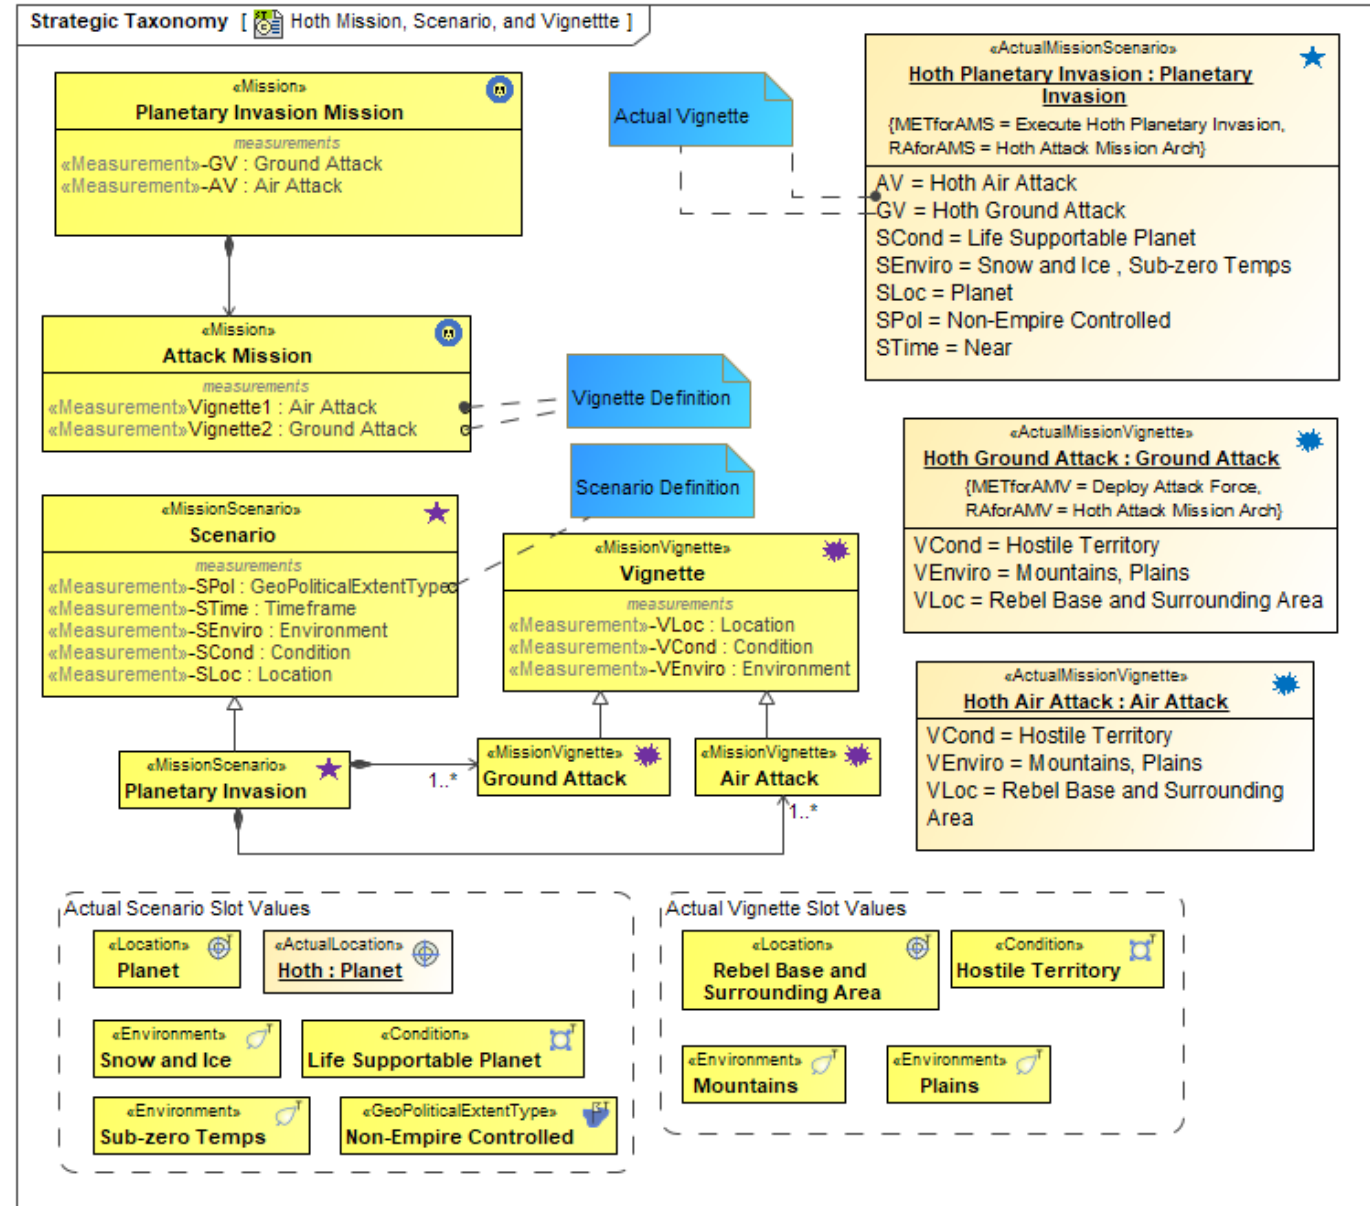 Strategic Taxonomy [ Hoth Mission, Scenario, and Vignettte ]
«Mission»
Planetary Invasion Mission
measurements
«Measurement»-GV : Ground Attack
«Measurement»-AV : Air Attack
Actual Vignette
«ActualMissionScenario»
Hoth Planetary Invasion : Planetary
Invasion
{METforAMS = Execute Hoth Planetary Invasion,
RAforAMS = Hoth Attack Mission Arch}
AV = Hoth Air Attack
GV = Hoth Ground Attack
SCond = Life Supportable Planet
SEnviro = Snow and Ice , Sub-zero Temps
SLoc = Planet
SPol = Non-Empire Controlled
STime = Near
«Mission»
Attack Mission
measurements
«Measurement»Vignette1 : Air Attack
«Measurement»Vignette2 : Ground Attack
Vignette Definition
Scenario Definition
«ActualMissionVignette»
Hoth Ground Attack : Ground Attack
{METforAMV = Deploy Attack Force,
RAforAMV = Hoth Attack Mission Arch}
VCond = Hostile Territory
VEnviro = Mountains, Plains
VLoc = Rebel Base and Surrounding Area
«MissionScenario»
Scenario
measurements
«Measurement»-SPol : GeoPoliticalExtentType
«Measurement»-STime : Timeframe
«Measurement»-SEnviro : Environment
«Measurement»-SCond : Condition
«Measurement»-SLoc : Location
«MissionVignette»
Vignette
measurements
«Measurement»-VLoc : Location
«Measurement»-VCond : Condition
«Measurement»-VEnviro : Environment
«ActualMissionVignette»
Hoth Air Attack : Air Attack
VCond = Hostile Territory
VEnviro = Mountains, Plains
VLoc = Rebel Base and Surrounding
Area
«MissionScenario»
Planetary Invasion
1..*
«MissionVignette»
Ground Attack
«MissionVignette»
Air Attack
1..*
Actual Scenario Slot Values
«Location»
Planet
«ActualLocation»
Hoth : Planet
«Environment»
Snow and Ice
«Condition»
Life Supportable Planet
«Environment»
Sub-zero Temps
«GeoPoliticalExtentType»
Non-Empire Controlled
Actual Vignette Slot Values
«Location»
Rebel Base and
Surrounding Area
«Condition»
Hostile Territory
«Environment»
Mountains
«Environment»
Plains